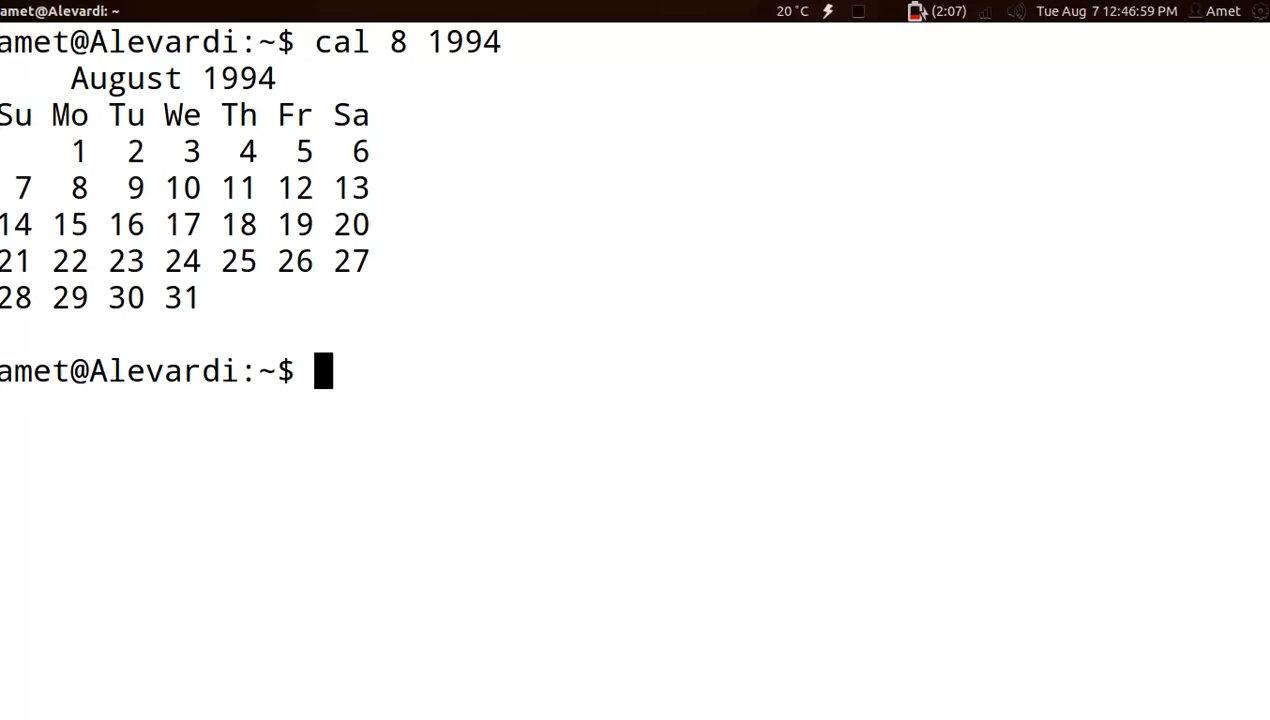 amet@Alevardi: ~ 20 °C (2:07) Tue Aug 7 12:46:59 PM Amet
amet@Alevardi:~$ cal 8 1994
August 1994
Su Mo Tu We Th Fr Sa
1 2 3 4 5 6
7 8 9 10 11 12 13
14 15 16 17 18 19 20
21 22 23 24 25 26 27
28 29 30 31
amet@Alevardi:~$